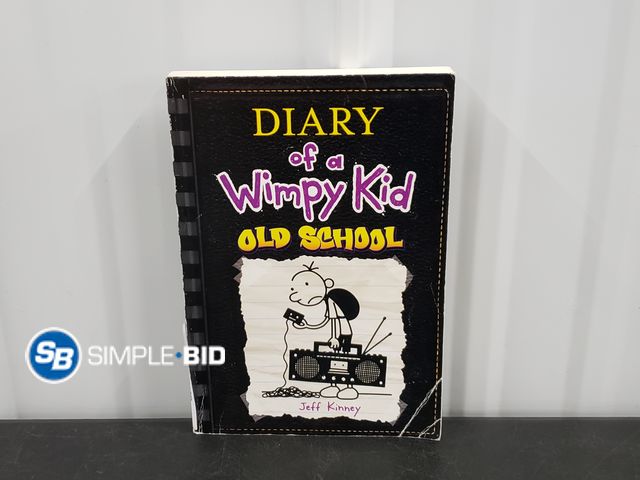 DIARY
of a
Wimpy Kid
OLD SCHOOL
SB SIMPLE•BID
Jeff Kinney